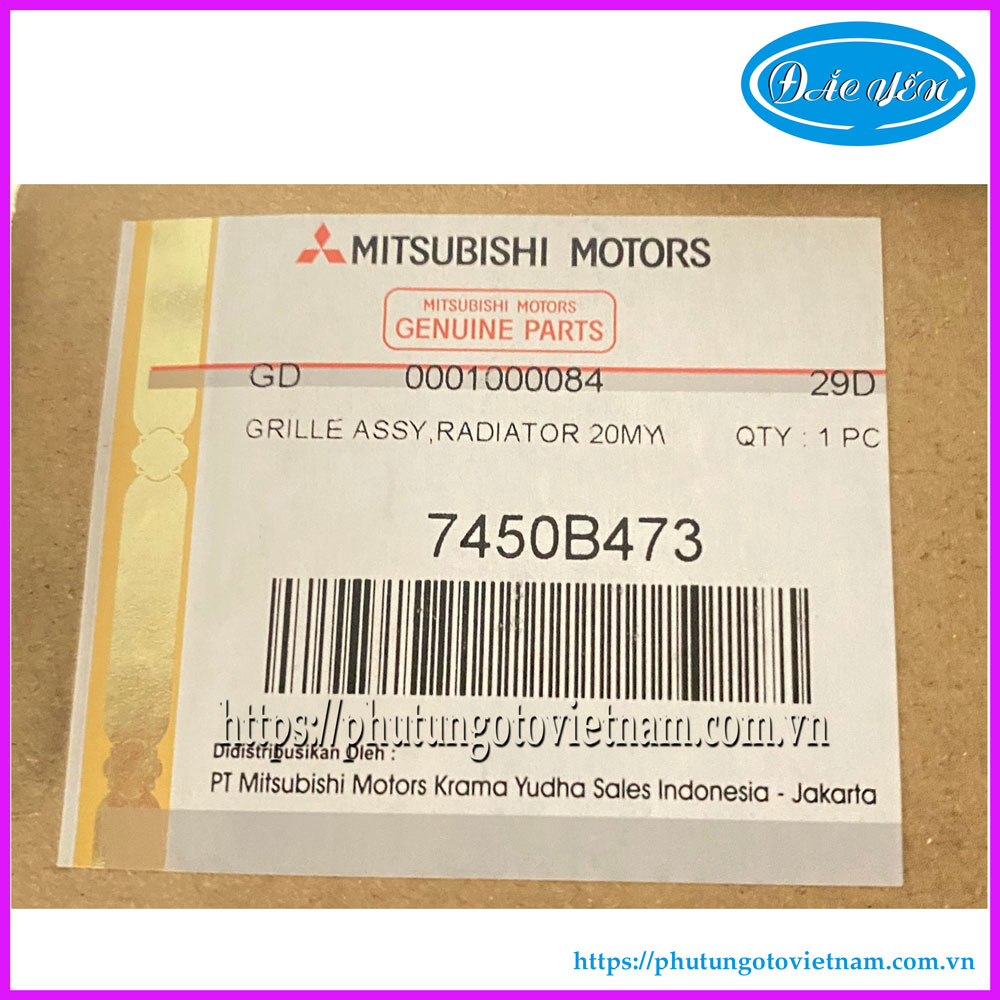 ĐẮC YẾN
MITSUBISHI MOTORS
MITSUBISHI MOTORS
GENUINE PARTS
GD 0001000084 29D
GRILLE ASSY,RADIATOR 20MY QTY : 1 PC
7450B473
https://phutungotovietnam.com.vn
Didistribusikan Oleh :
PT Mitsubishi Motors Krama Yudha Sales Indonesia - Jakarta
https://phutungotovietnam.com.vn